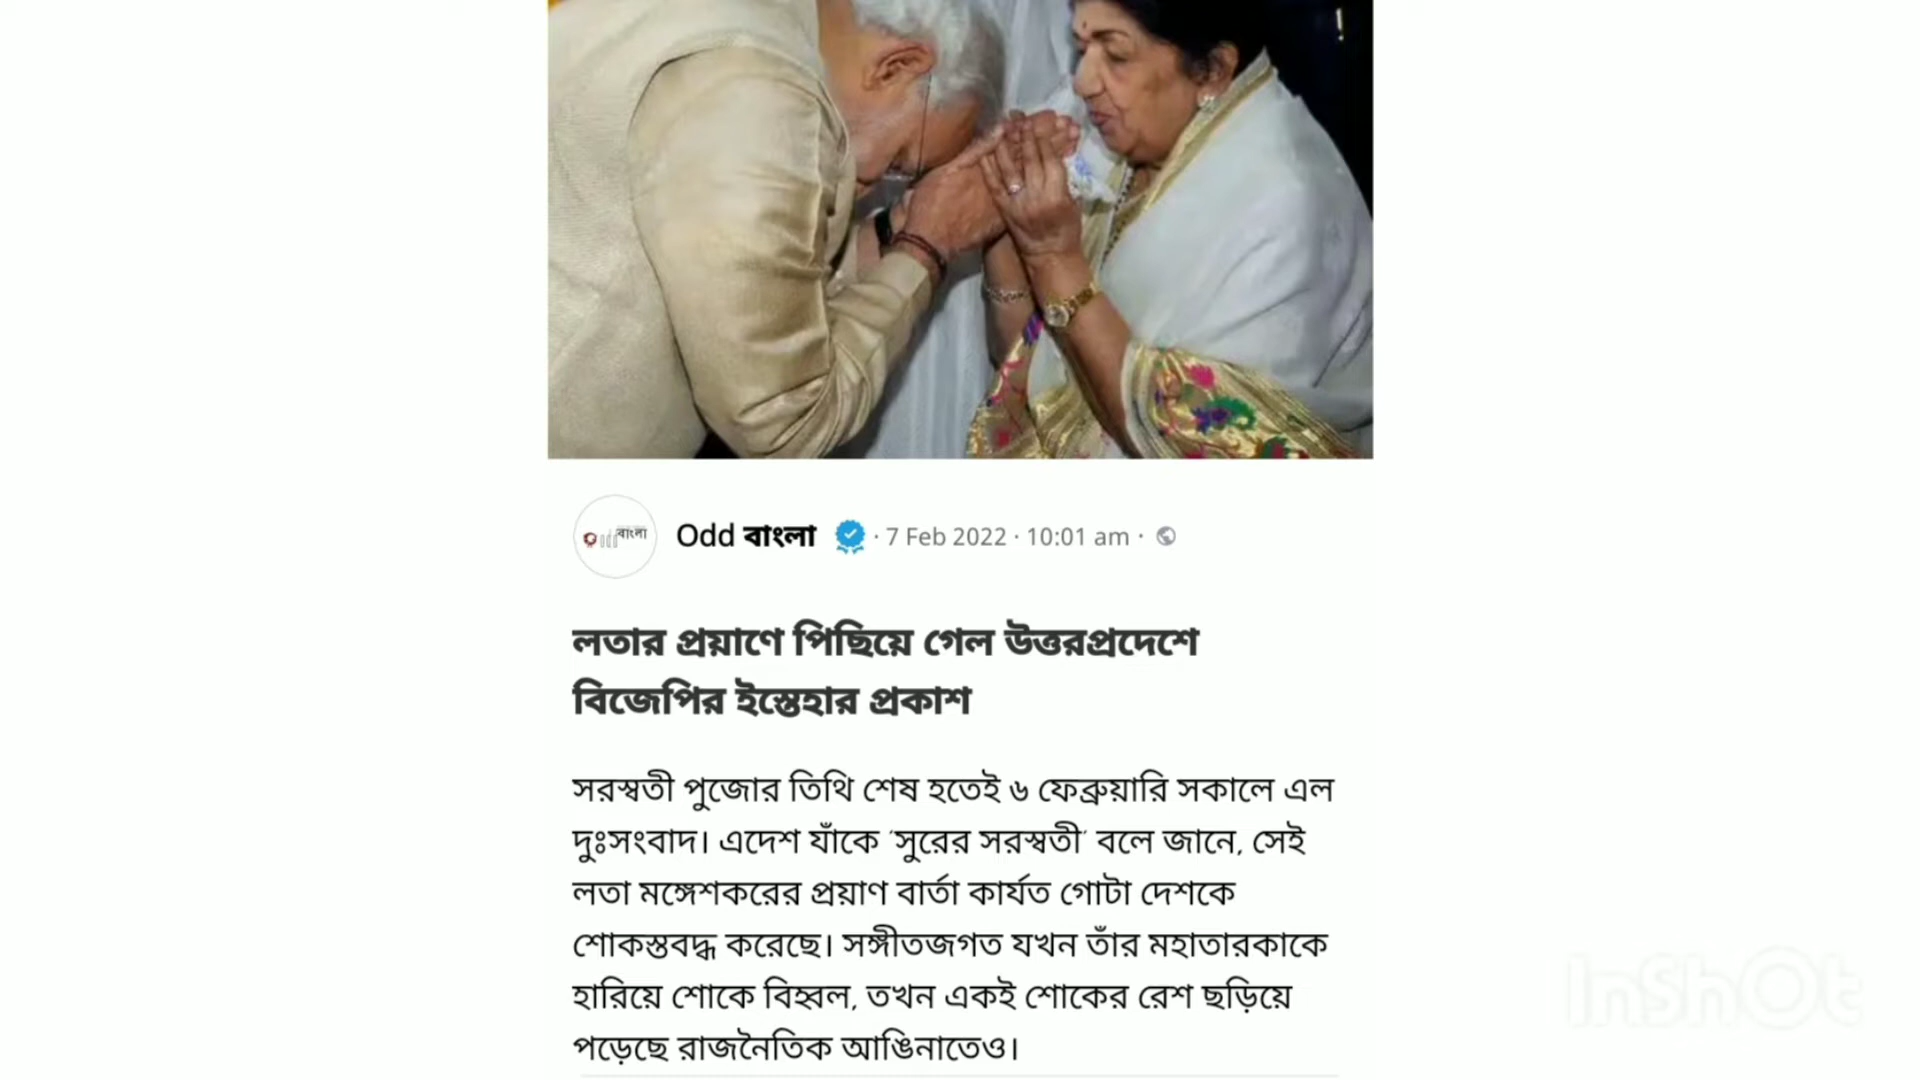 Odd বাংলা · 7 Feb 2022 · 10:01 am ·
লতার প্রয়াণে পিছিয়ে গেল উত্তরপ্রদেশে
বিজেপির ইস্তেহার প্রকাশ
সরস্বতী পুজোর তিথি শেষ হতেই ৬ ফেব্রুয়ারি সকালে এল
দুঃসংবাদ। এদেশ যাঁকে 'সুরের সরস্বতী' বলে জানে, সেই
লতা মঙ্গেশকরের প্রয়াণ বার্তা কার্যত গোটা দেশকে
শোকস্তবদ্ধ করেছে। সঙ্গীতজগত যখন তাঁর মহাতারকাকে
হারিয়ে শোকে বিহ্বল, তখন একই শোকের রেশ ছড়িয়ে
পড়েছে রাজনৈতিক আঙিনাতেও।
odd বাংলা
InShOt